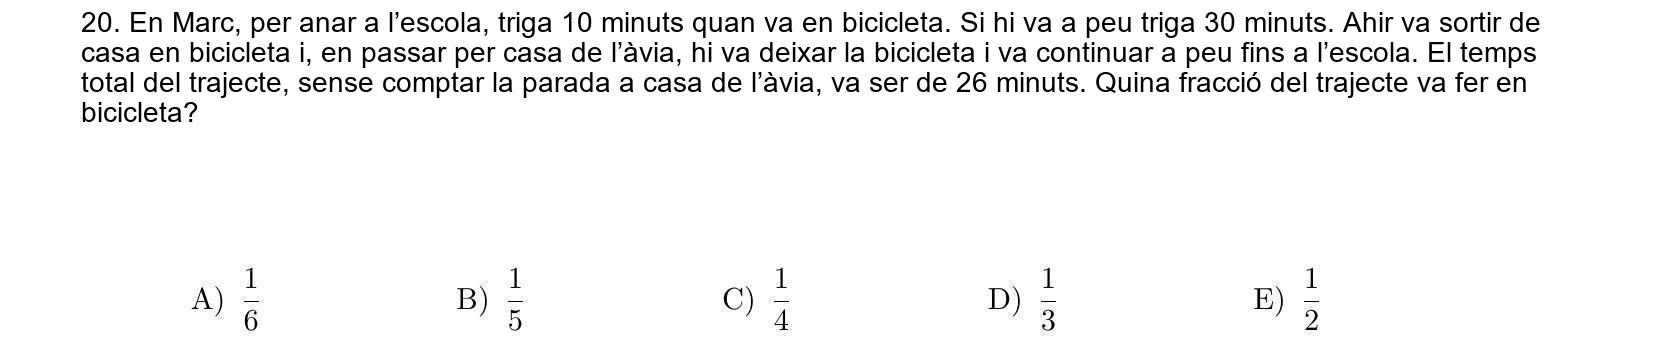 20. En Marc, per anar a l’escola, triga 10 minuts quan va en bicicleta. Si hi va a peu triga 30 minuts. Ahir va sortir de
casa en bicicleta i, en passar per casa de l’àvia, hi va deixar la bicicleta i va continuar a peu fins a l’escola. El temps
total del trajecte, sense comptar la parada a casa de l’àvia, va ser de 26 minuts. Quina fracció del trajecte va fer en
bicicleta?
A) 1/6 B) 1/5 C) 1/4 D) 1/3 E) 1/2